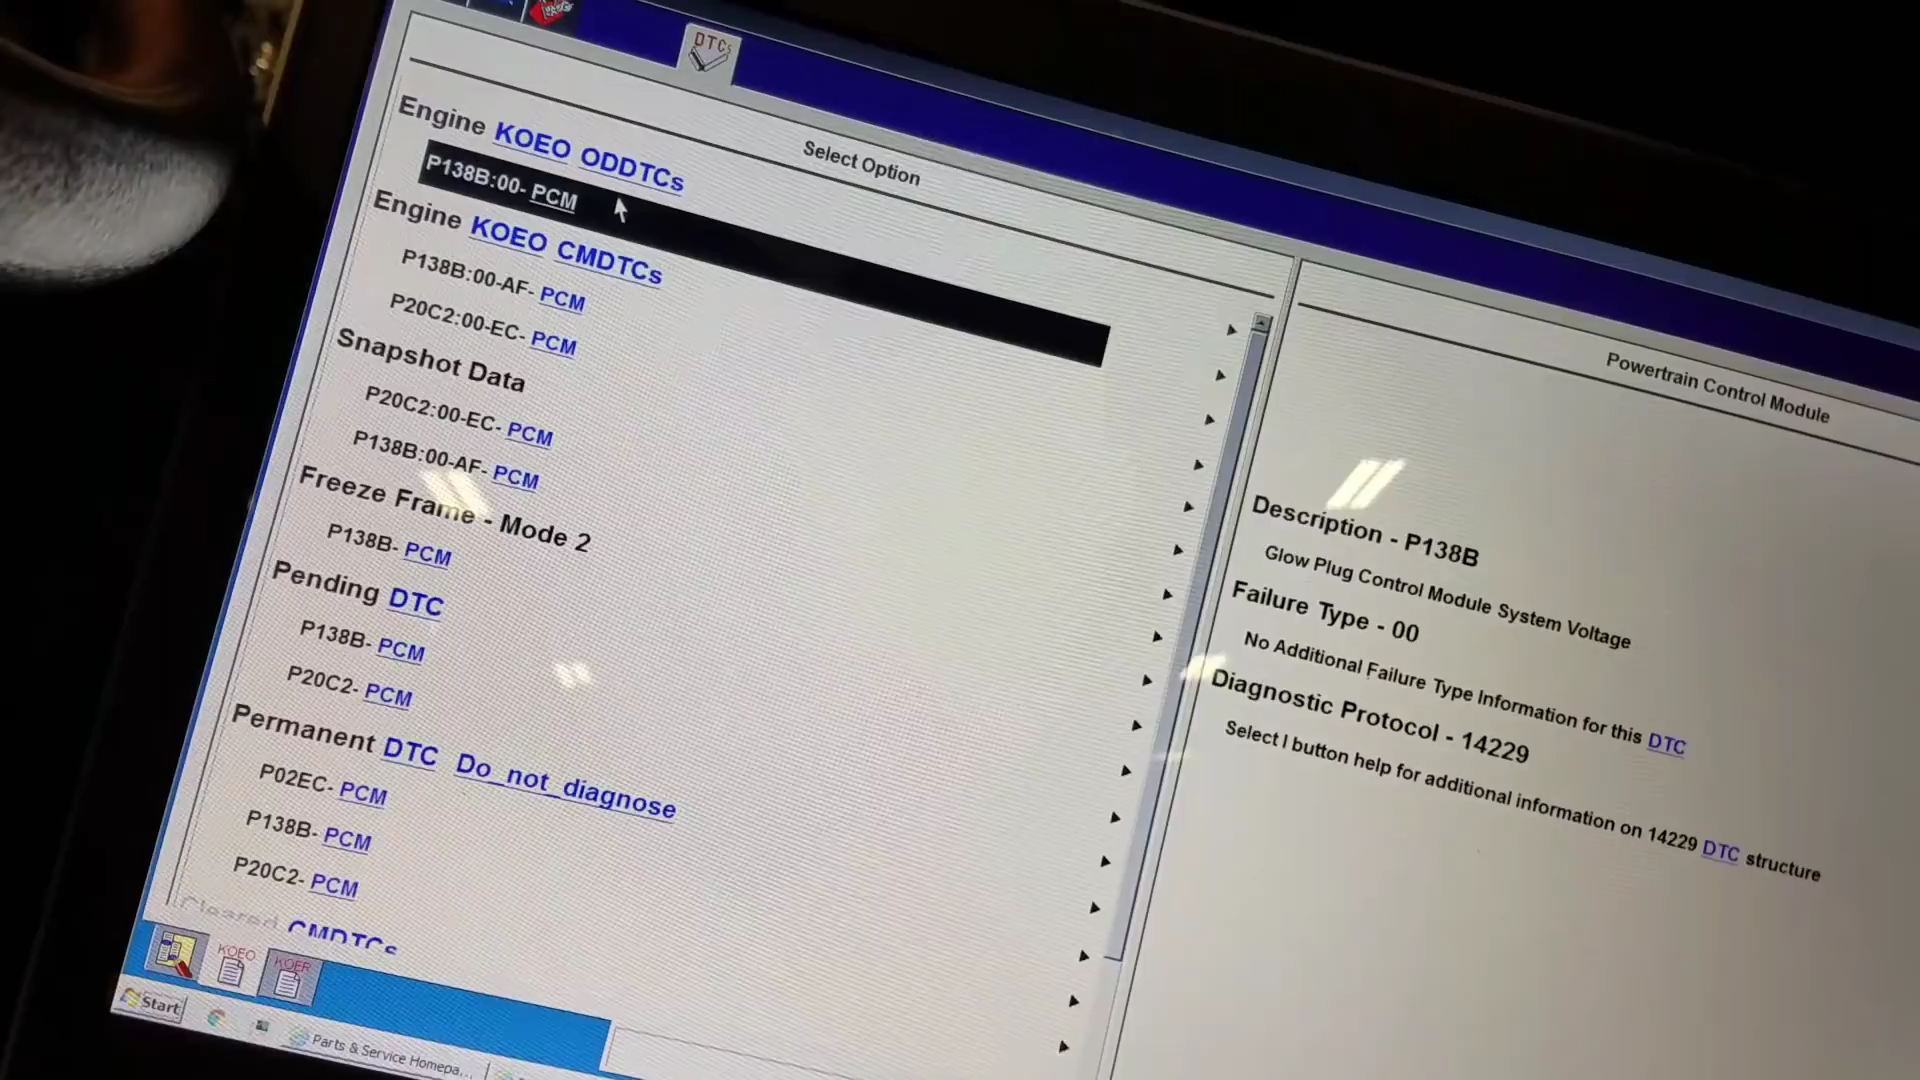 DTCs
Select Option
Engine KOEO ODDTCs
P138B:00- PCM
Engine KOEO CMDTCs
P138B:00-AF- PCM
P20C2:00-EC- PCM
Snapshot Data
P20C2:00-EC- PCM
P138B:00-AF- PCM
Freeze Frame - Mode 2
P138B- PCM
Pending DTC
P138B- PCM
P20C2- PCM
Permanent DTC Do_not_diagnose
P02EC- PCM
P138B- PCM
P20C2- PCM
Cleared CMDTCs
Powertrain Control Module
Description - P138B
Glow Plug Control Module System Voltage
Failure Type - 00
No Additional Failure Type Information for this DTC
Diagnostic Protocol - 14229
Select I button help for additional information on 14229 DTC structure
KOEO
KOER
Start
Parts & Service Homepa...